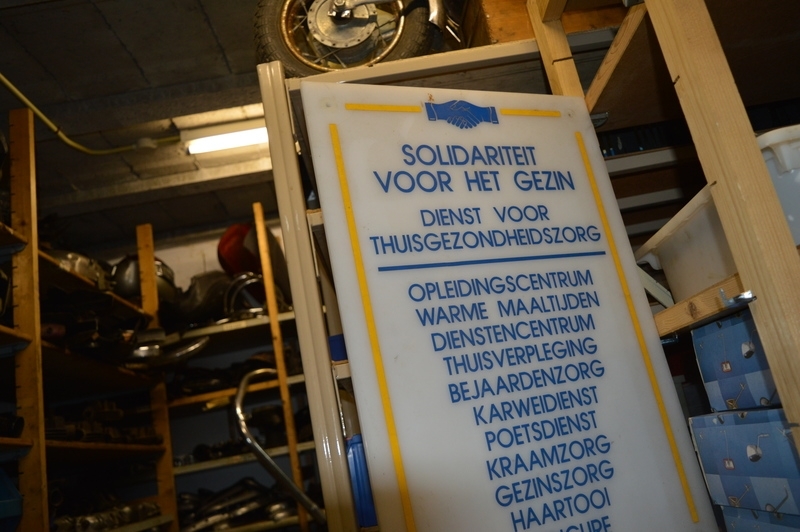 SOLIDARITEIT
VOOR HET GEZIN
DIENST VOOR
THUISGEZONDHEIDSZORG
OPLEIDINGSCENTRUM
WARME MAALTIJDEN
DIENSTENCENTRUM
THUISVERPLEGING
BEJAARDENZORG
KARWEIDIENST
POETSDIENST
KRAAMZORG
GEZINSZORG
HAARTOOI